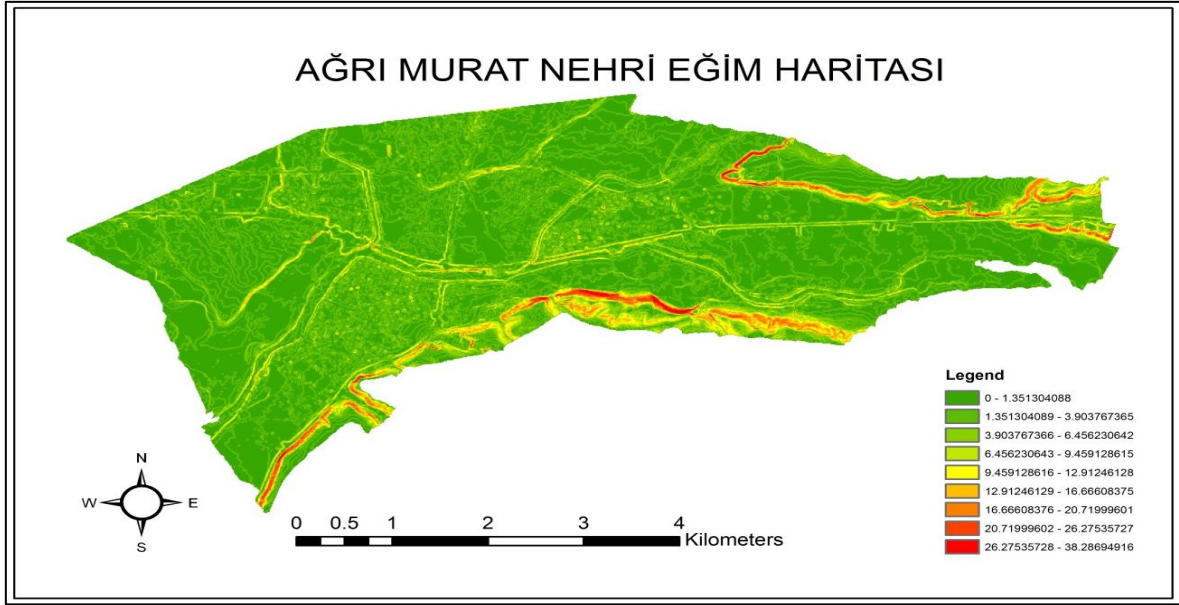 AĞRI MURAT NEHRİ EĞİM HARİTASI
Legend
0 - 1.351304088
1.351304089 - 3.903767365
3.903767366 - 6.456230642
6.456230643 - 9.459128615
9.459128616 - 12.91246128
12.91246129 - 16.66608375
16.66608376 - 20.71999601
20.71999602 - 26.27535727
26.27535728 - 38.28694916
N
W E
S
0 0.5 1 2 3 4
Kilometers